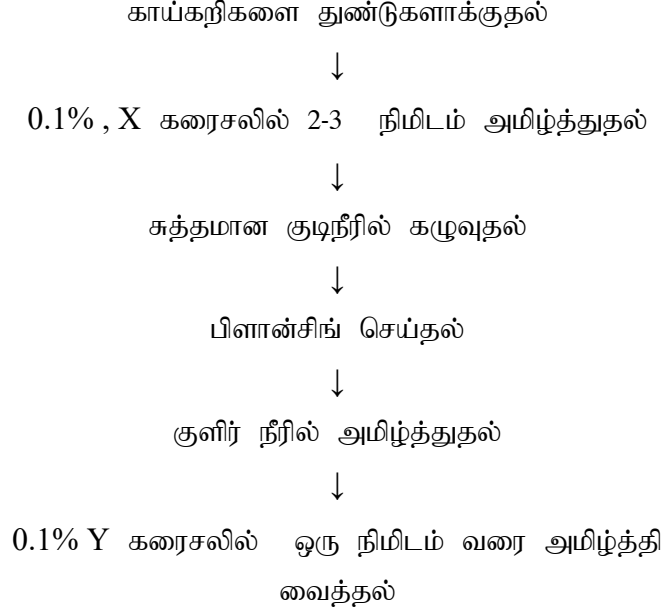 காய்கறிகளை துண்டுகளாக்குதல்
↓
0.1% , X கரைசலில் 2-3 நிமிடம் அமிழ்த்துதல்
↓
சுத்தமான குடிநீரில் கழுவுதல்
↓
பிளான்சிங் செய்தல்
↓
குளிர் நீரில் அமிழ்த்துதல்
↓
0.1% Y கரைசலில் ஒரு நிமிடம் வரை அமிழ்த்தி
வைத்தல்